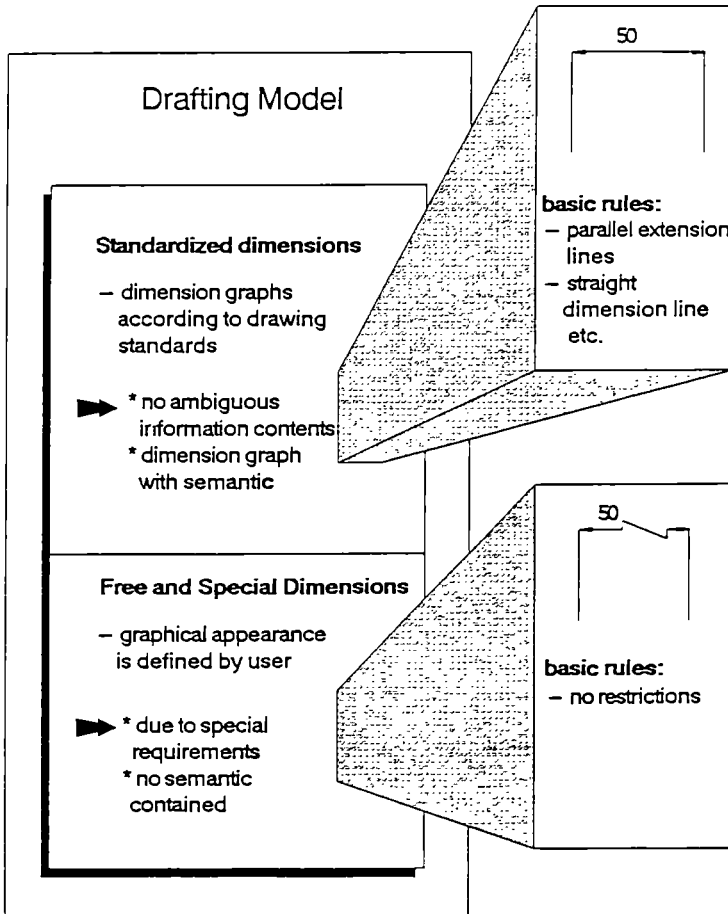 Drafting Model
Standardized dimensions
– dimension graphs
according to drawing
standards
* no ambiguous
information contents
* dimension graph
with semantic
Free and Special Dimensions
– graphical appearance
is defined by user
* due to special
requirements
* no semantic
contained
50
basic rules:
– parallel extension
lines
– straight
dimension line
etc.
50
basic rules:
– no restrictions